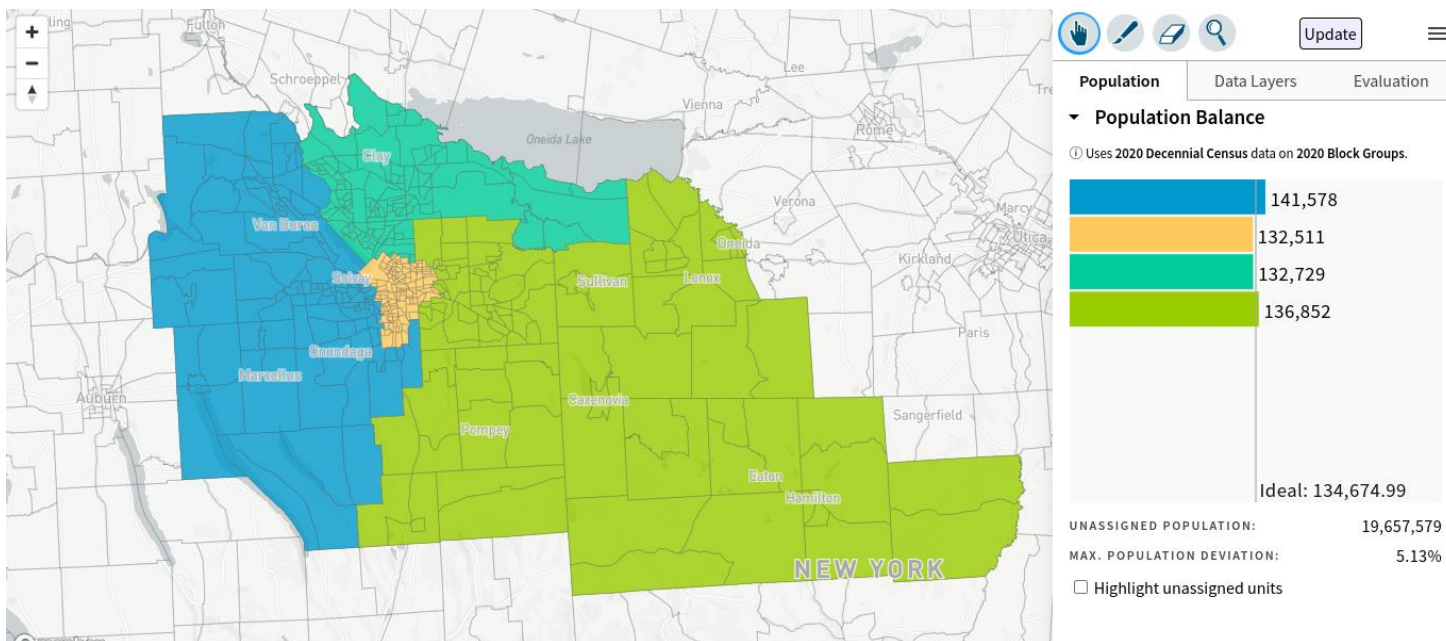 Fulton
Schroeppel
Lee
Vienna
Rome
Oneida Lake
Clay
Verona
Marcy
Van Buren
Utica
Oneida
Kirkland
Solvay
Sullivan
Lenox
Paris
Onondaga
Marcellus
Auburn
Cazenovia
Sangerfield
Pompey
Eaton
Hamilton
NEW YORK
Update
Population
Data Layers
Evaluation
Population Balance
Uses 2020 Decennial Census data on 2020 Block Groups.
141,578
132,511
132,729
136,852
Ideal: 134,674.99
UNASSIGNED POPULATION: 19,657,579
MAX. POPULATION DEVIATION: 5.13%
Highlight unassigned units